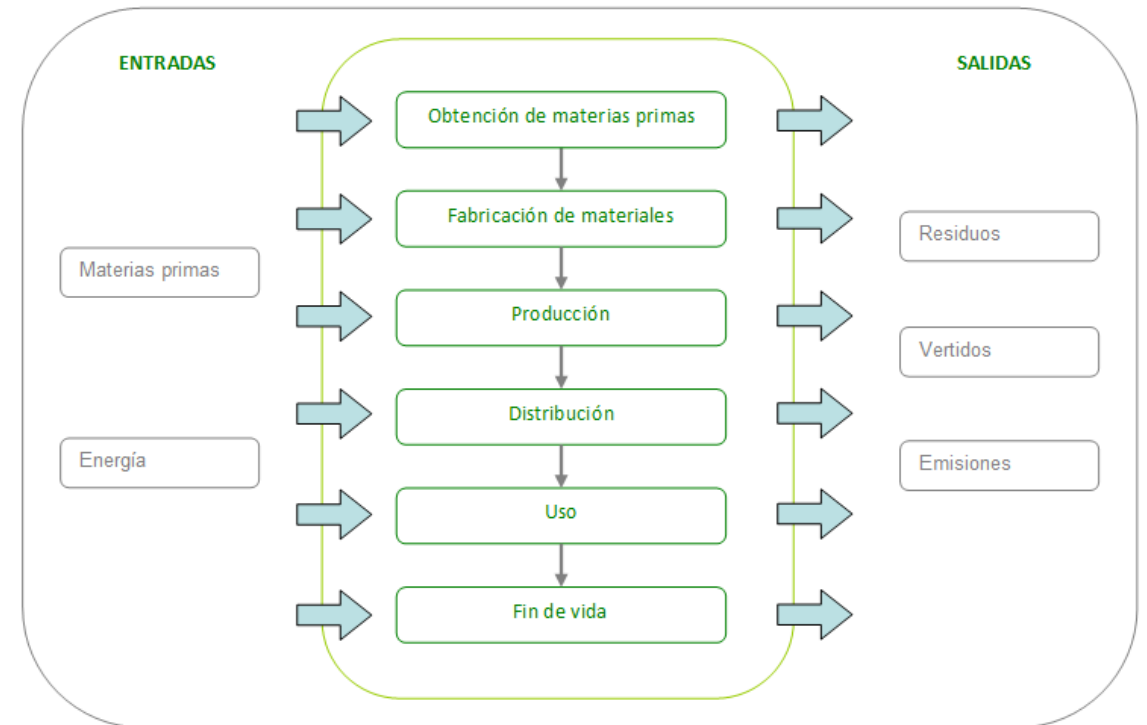 ENTRADAS
SALIDAS
Obtención de materias primas
Fabricación de materiales
Residuos
Materias primas
Producción
Vertidos
Distribución
Energía
Emisiones
Uso
Fin de vida